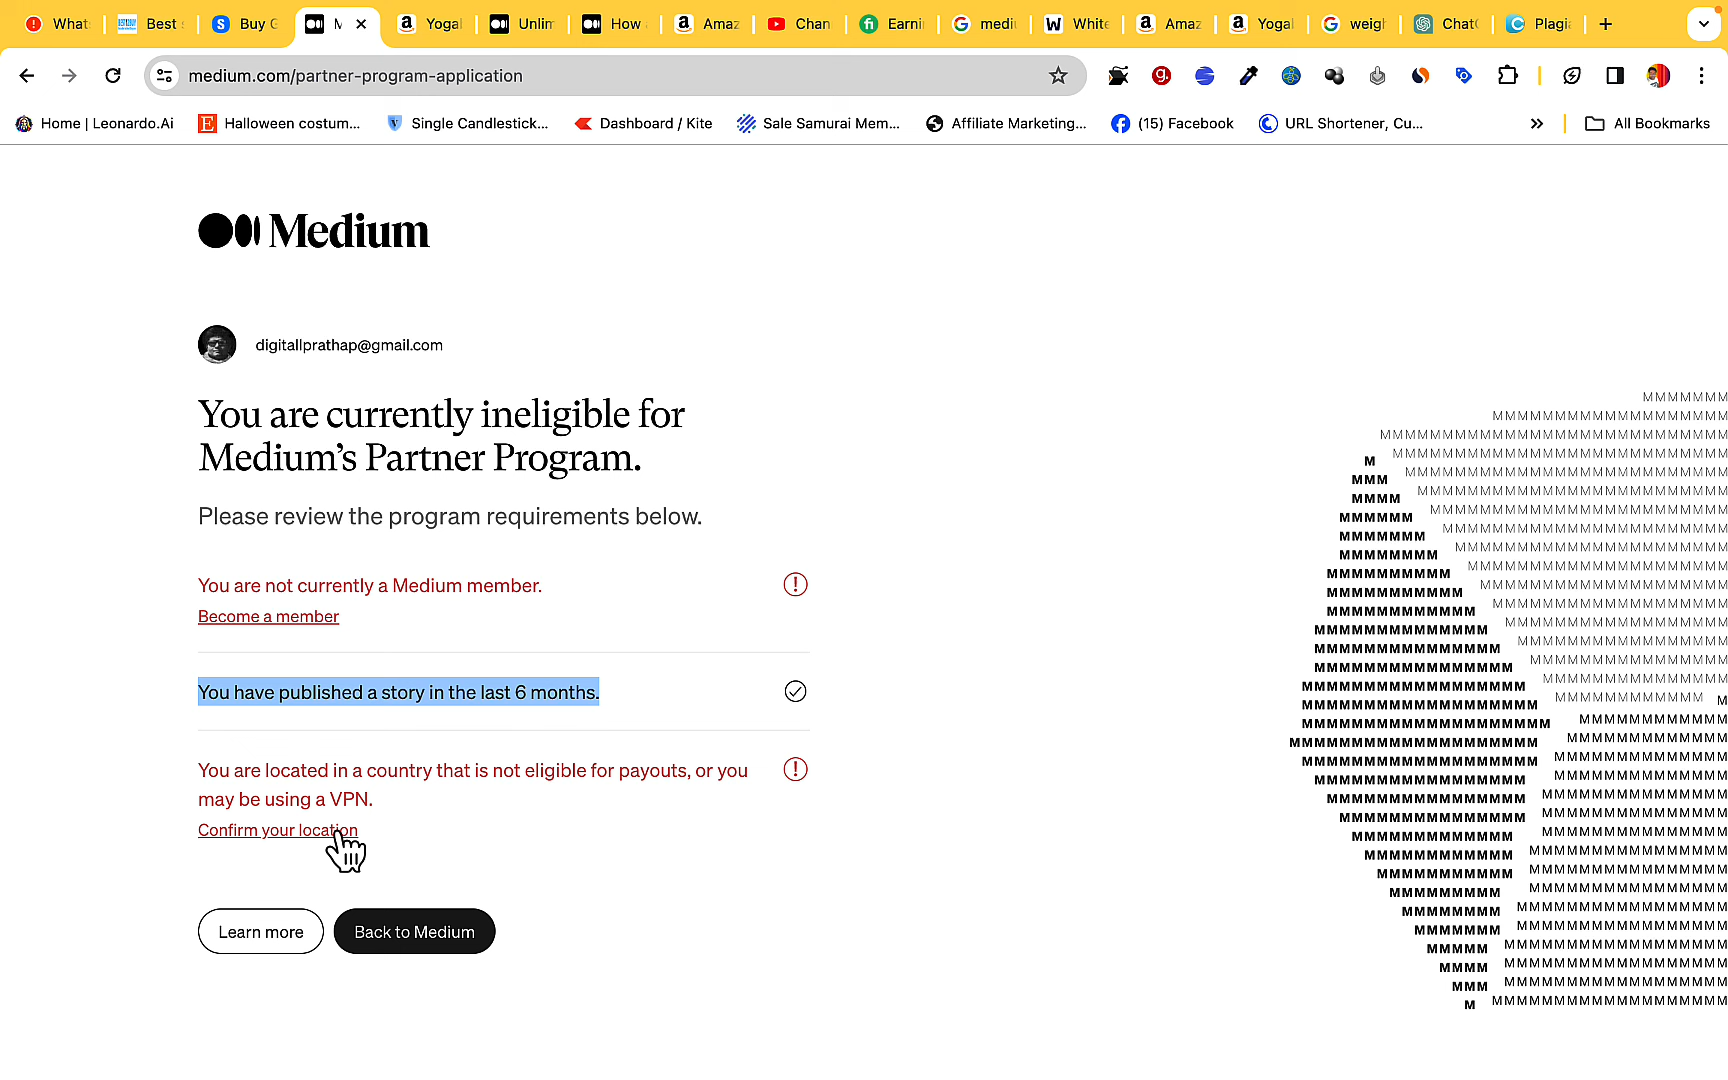 What
Best
Buy G
M
Yogal
Unlim
How
Amaz
Chan
Earni
medi
White
Amaz
Yogal
weigh
Chat
Plagia
medium.com/partner-program-application
Home | Leonardo.Ai
Halloween costum...
Single Candlestick...
Dashboard / Kite
Sale Samurai Mem...
Affiliate Marketing...
(15) Facebook
URL Shortener, Cu...
All Bookmarks
Medium
digitallprathap@gmail.com
You are currently ineligible for
Medium's Partner Program.
Please review the program requirements below.
You are not currently a Medium member.
Become a member
You have published a story in the last 6 months.
You are located in a country that is not eligible for payouts, or you
may be using a VPN.
Confirm your location
Learn more
Back to Medium